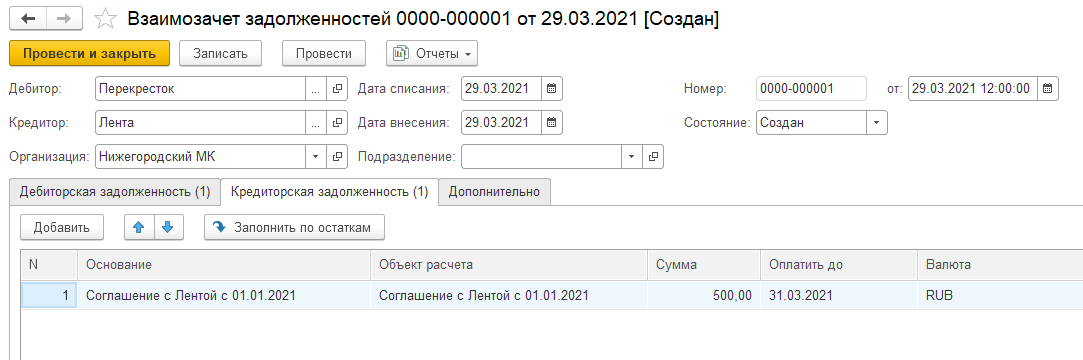 Взаимозачет задолженностей 0000-000001 от 29.03.2021 [Создан]
Провести и закрыть Записать Провести Отчеты
Дебитор: Перекресток ... Дата списания: 29.03.2021 Номер: 0000-000001 от: 29.03.2021 12:00:00
Кредитор: Лента ... Дата внесения: 29.03.2021 Состояние: Создан
Организация: Нижегородский МК Подразделение:
Дебиторская задолженность (1) Кредиторская задолженность (1) Дополнительно
Добавить Заполнить по остаткам
N Основание Объект расчета Сумма Оплатить до Валюта
1 Соглашение с Лентой с 01.01.2021 Соглашение с Лентой с 01.01.2021 500,00 31.03.2021 RUB